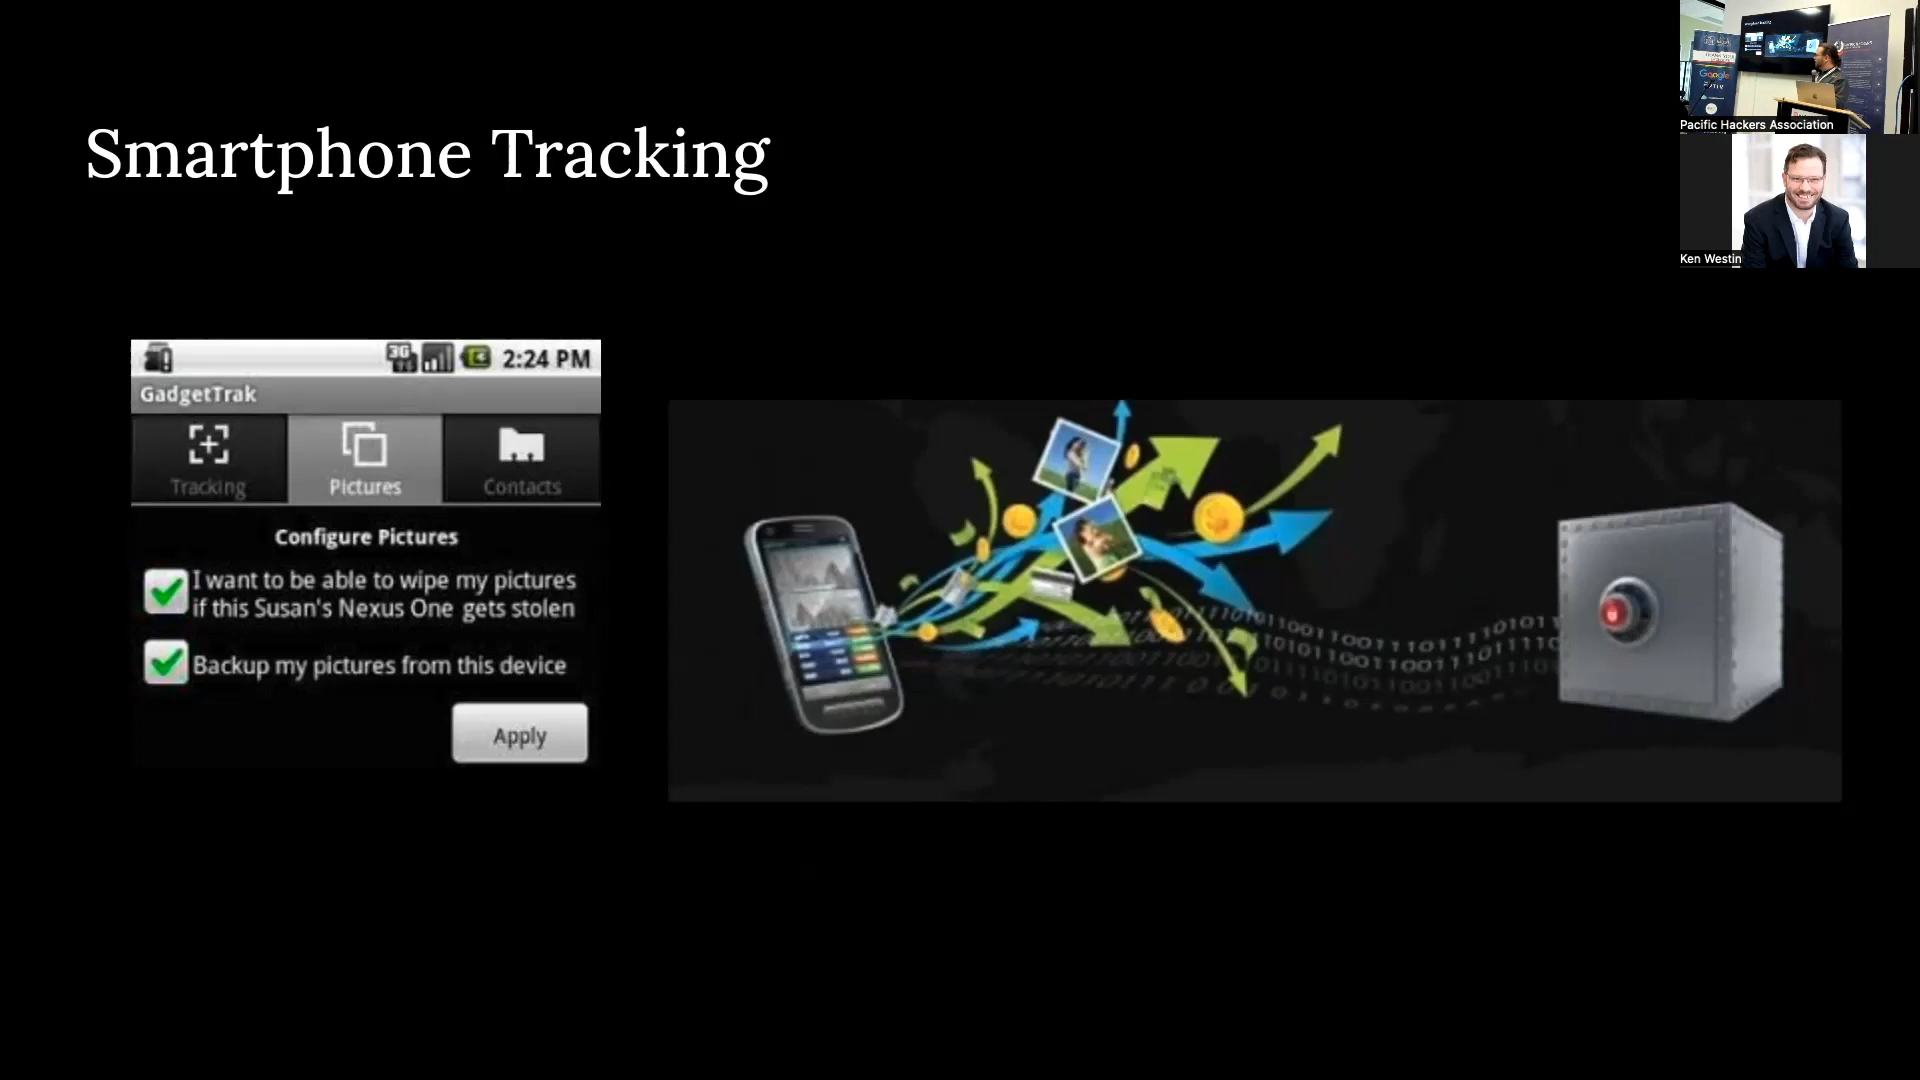 Smartphone Tracking
Pacific Hackers Association
Ken Westin
2:24 PM
GadgetTrak
Tracking
Pictures
Contacts
Configure Pictures
I want to be able to wipe my pictures
if this Susan's Nexus One gets stolen
Backup my pictures from this device
Apply
3G
Google